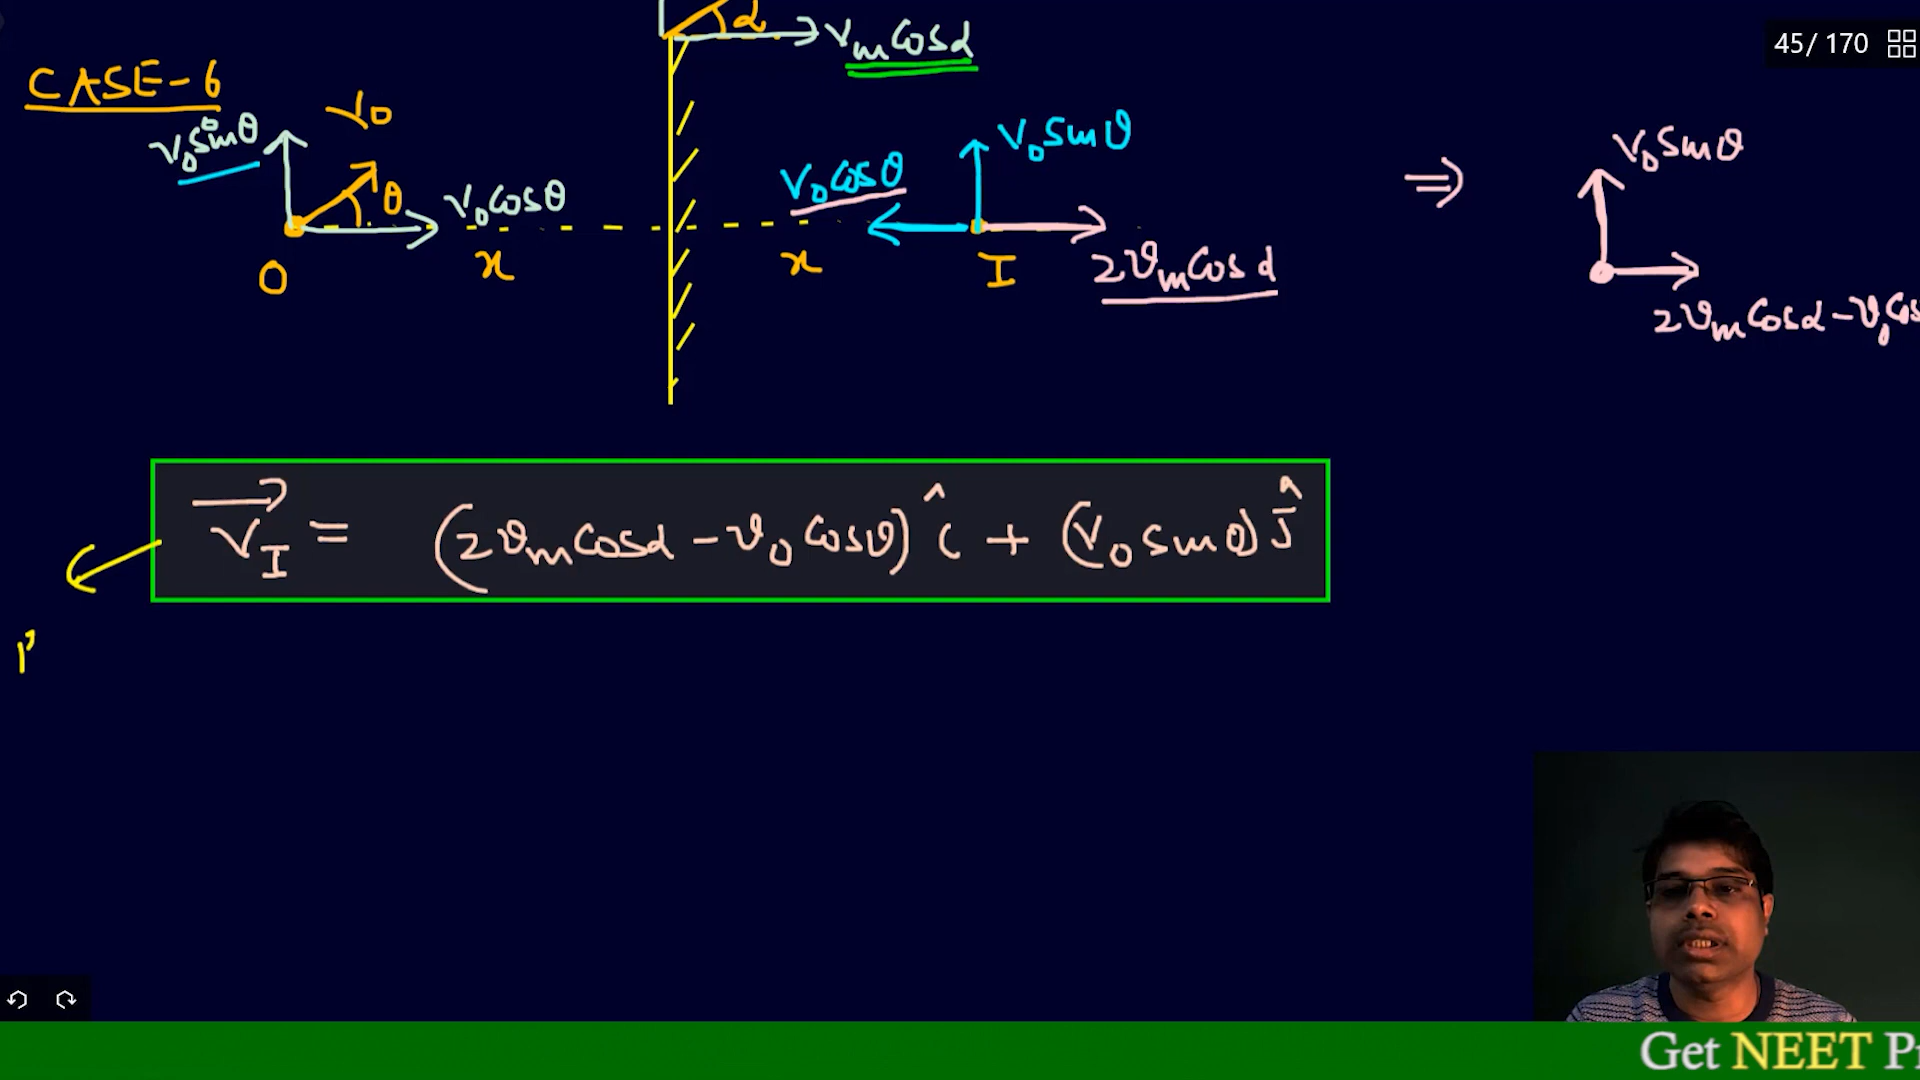 45/ 170
VmCosα
α
CASE-6
V₀Sinθ
V₀
θ
V₀Cosθ
V₀Cosθ
V₀Sinθ
⇒
V₀Sinθ
O
x
x
I
2VmCosα
2VmCosα-V₀Cos
V⃗I = (2VmCosα - V₀Cosθ) î + (V₀Sinθ) ĵ
Get NEET